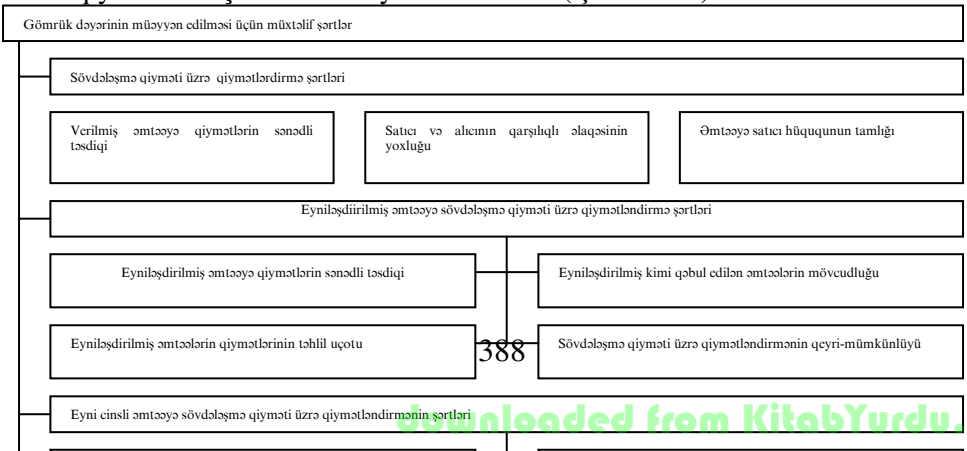 Gömrük dəyərinin müəyyən edilməsi üçün müxtəlif şərtlər
Sövdələşmə qiyməti üzrə qiymətlərdirmə şərtləri
Verilmiş əmtəəyə qiymətlərin sənədli
təsdiqi
Satıcı və alıcının qarşılıqlı əlaqəsinin
yoxluğu
Əmtəəyə satıcı hüququnun tamlığı
Eyniləşdiirilmiş əmtəəyə sövdələşmə qiyməti üzrə qiymətləndirmə şərtləri
Eyniləşdirilmiş əmtəəyə qiymətlərin sənədli təsdiqi
Eyniləşdirilmiş kimi qəbul edilən əmtəələrin mövcudluğu
Eyniləşdirilmiş əmtəələrin qiymətlərinin təhlil uçotu
Sövdələşmə qiyməti üzrə qiymətləndirmənin qeyri-mümkünlüyü
388
Eyni cinsli əmtəəyə sövdələşmə qiyməti üzrə qiymətləndirmənin şərtləri
downloaded from KitabYurdu.